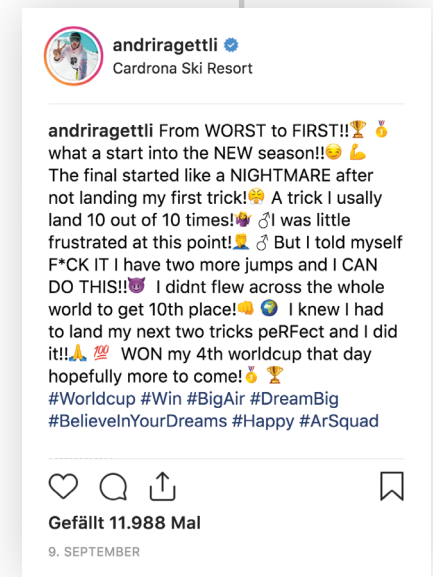 andriragettli
Cardrona Ski Resort
andriragettli From WORST to FIRST!!🏆 🥇
what a start into the NEW season!!😏 💪
The final started like a NIGHTMARE after
not landing my first trick!😤 A trick I usally
land 10 out of 10 times!🤷‍♀️ ♂I was little
frustrated at this point!🤦 ♂ But I told myself
F*CK IT I have two more jumps and I CAN
DO THIS!!😈 I didnt flew across the whole
world to get 10th place!👊 🌍 I knew I had
to land my next two tricks peRFect and I did
it!!🙏 💯 WON my 4th worldcup that day
hopefully more to come!🥇 🏆
#Worldcup #Win #BigAir #DreamBig
#BelieveInYourDreams #Happy #ArSquad
Gefällt 11.988 Mal
9. SEPTEMBER